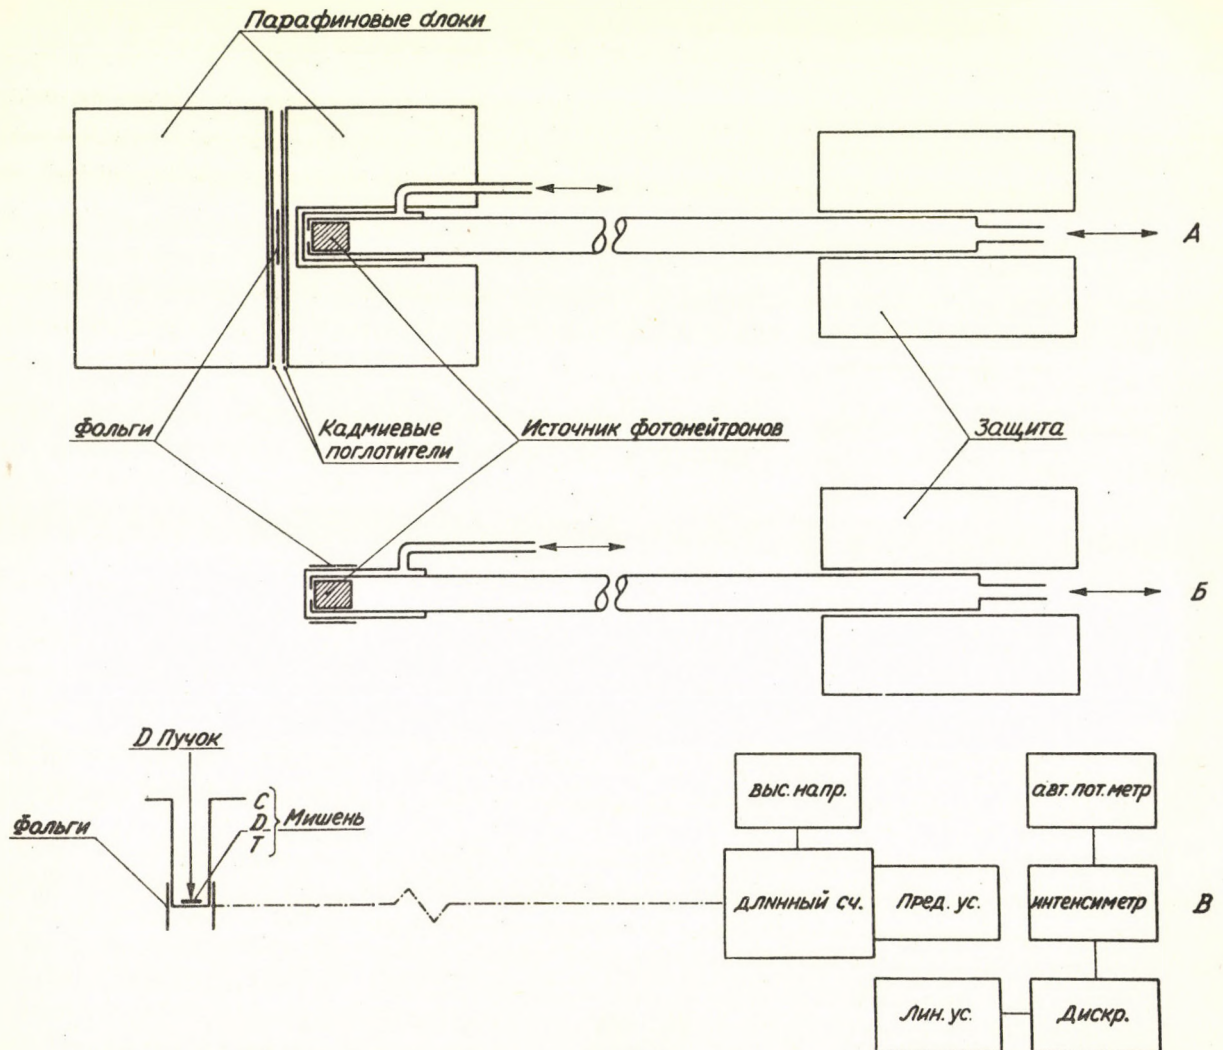 Парафиновые блоки
А
Фольги
Кадмиевые
поглотители
Источник фотонейтронов
Защита
Б
D Пучок
Фольги
С
D
Т
Мишень
выс. напр.
авт. пот. метр
длинный сч.
Пред. ус.
интенсиметр
В
Лин. ус.
Дискр.